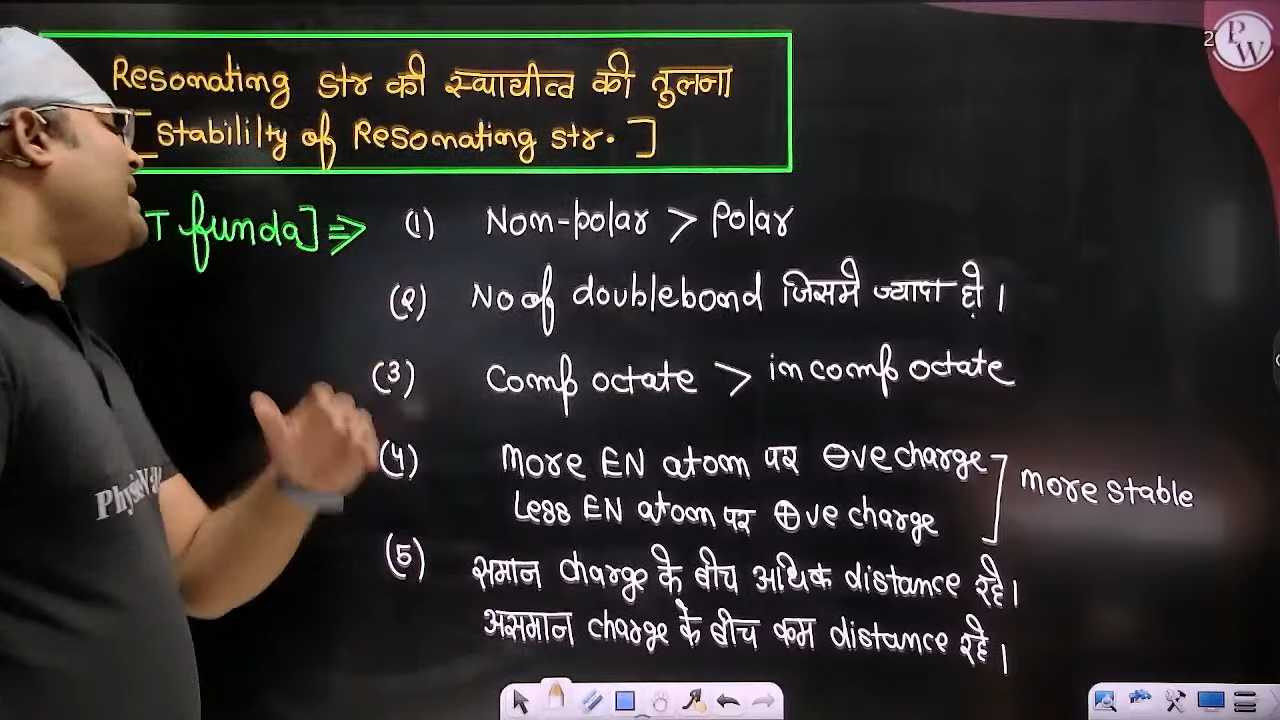 Resonating str की स्थायीत्व की तुलना
[Stabililty of Resonating str. ]
T funda] ⇒ (1) Non-polar > Polar
(2) No of doublebond जिसमे ज्यादा हो।
(3) Comp octate > incomp octate
(4) more EN atom पर ⊖ve charge
Less EN atom पर ⊕ve charge
] more stable
(5) समान charge के बीच अधिक distance रहे।
असमान charge के बीच कम distance रहे।
PW
2